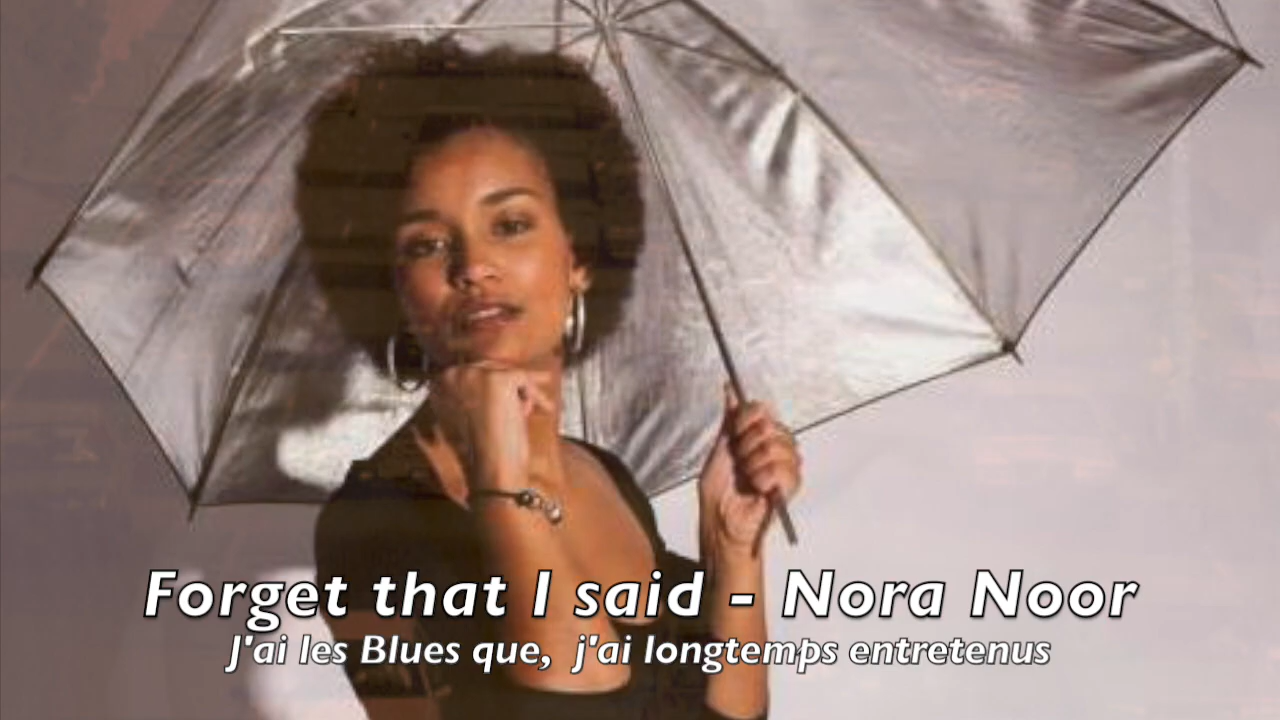 Forget that I said - Nora Noor
J'ai les Blues que, j'ai longtemps entretenus